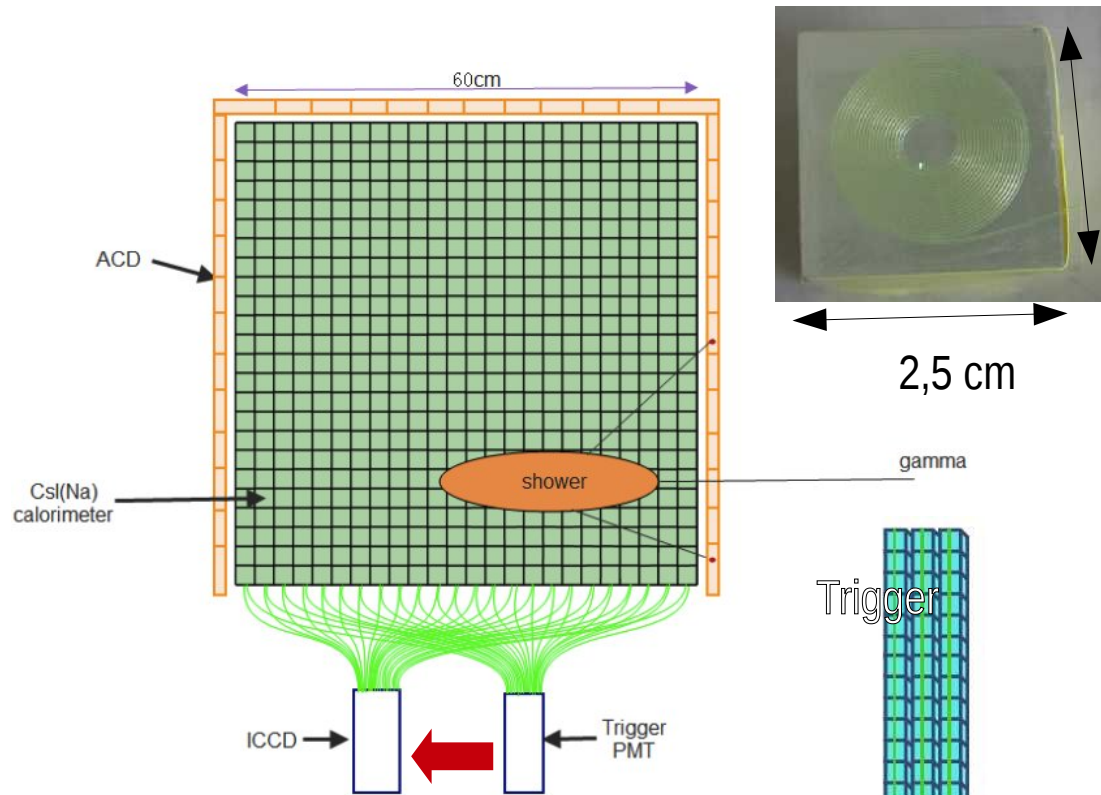 60cm
ACD
2,5 cm
gamma
shower
CsI(Na)
calorimeter
Trigger
ICCD
Trigger
PMT